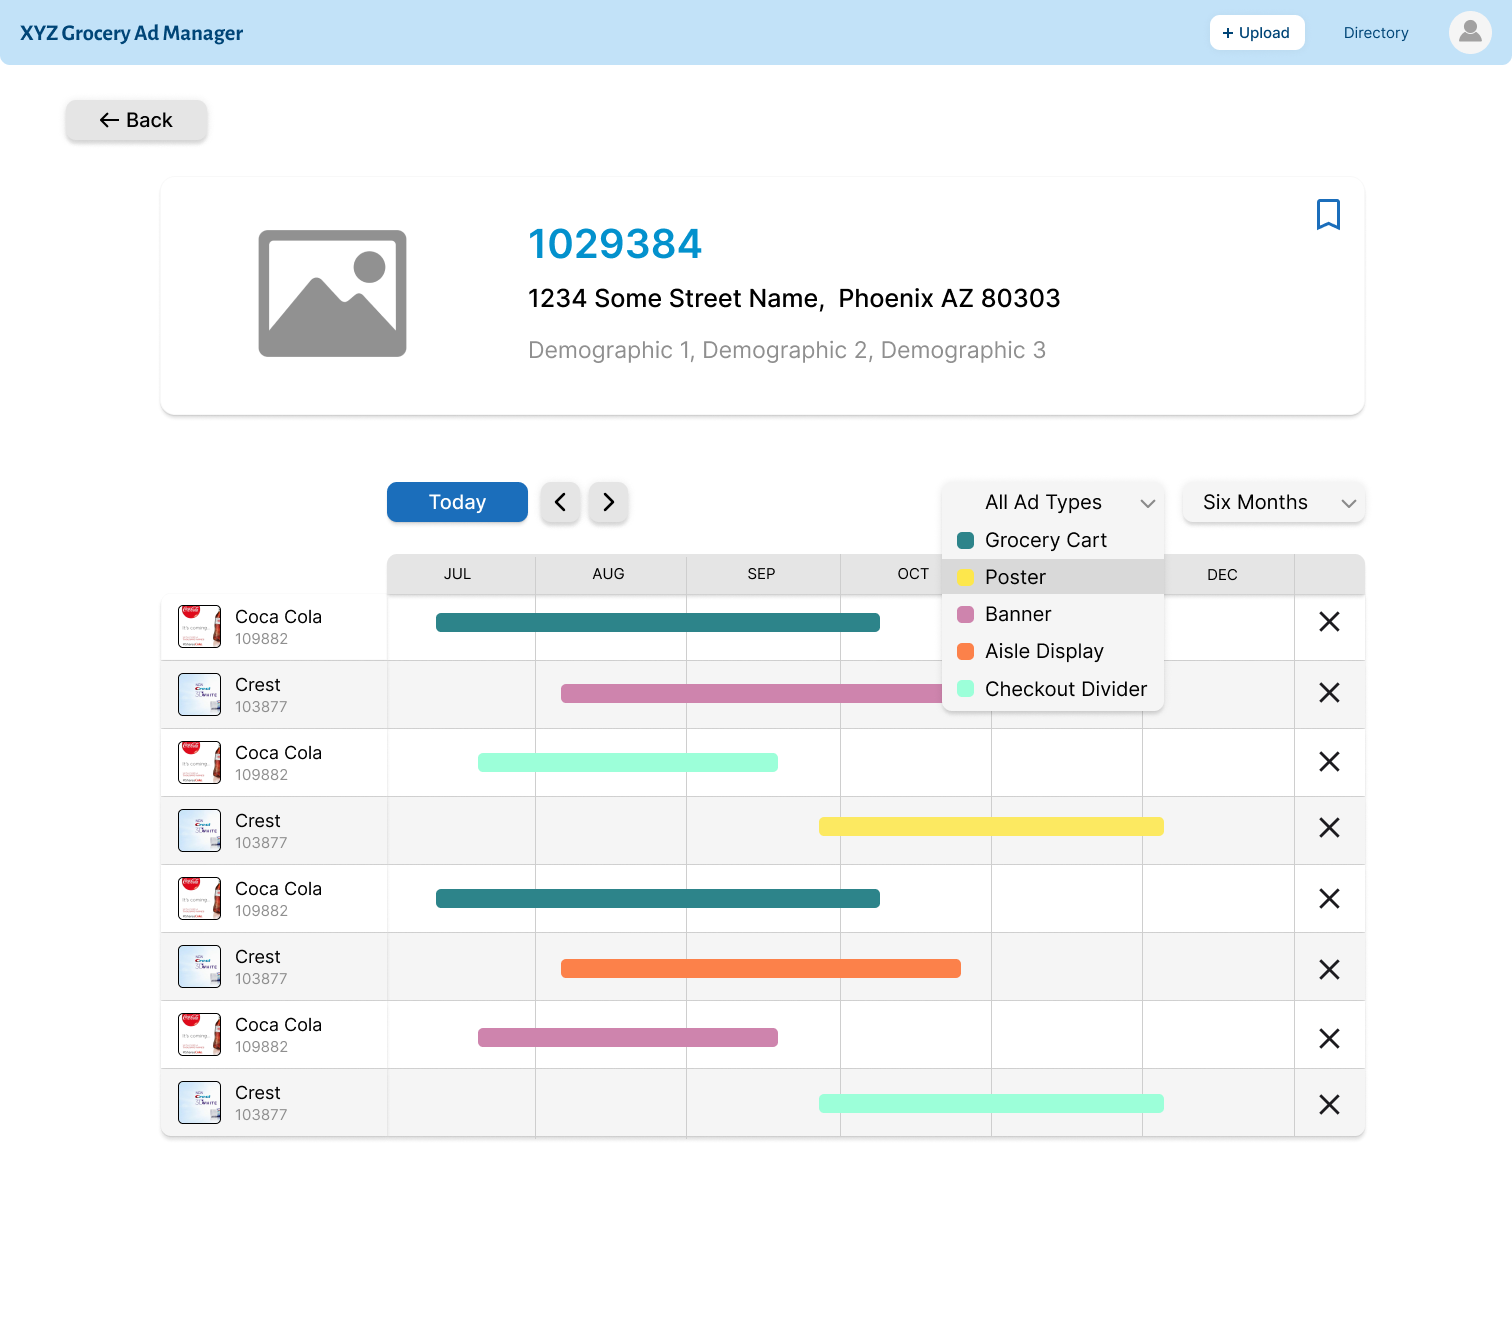 XYZ Grocery Ad Manager
+ Upload
Directory
← Back
1029384
1234 Some Street Name,  Phoenix AZ 80303
Demographic 1, Demographic 2, Demographic 3
Today
All Ad Types
Six Months
Grocery Cart
Poster
Banner
Aisle Display
Checkout Divider
JUL AUG SEP OCT DEC
Coca Cola
109882
Crest
103877
Coca Cola
109882
Crest
103877
Coca Cola
109882
Crest
103877
Coca Cola
109882
Crest
103877